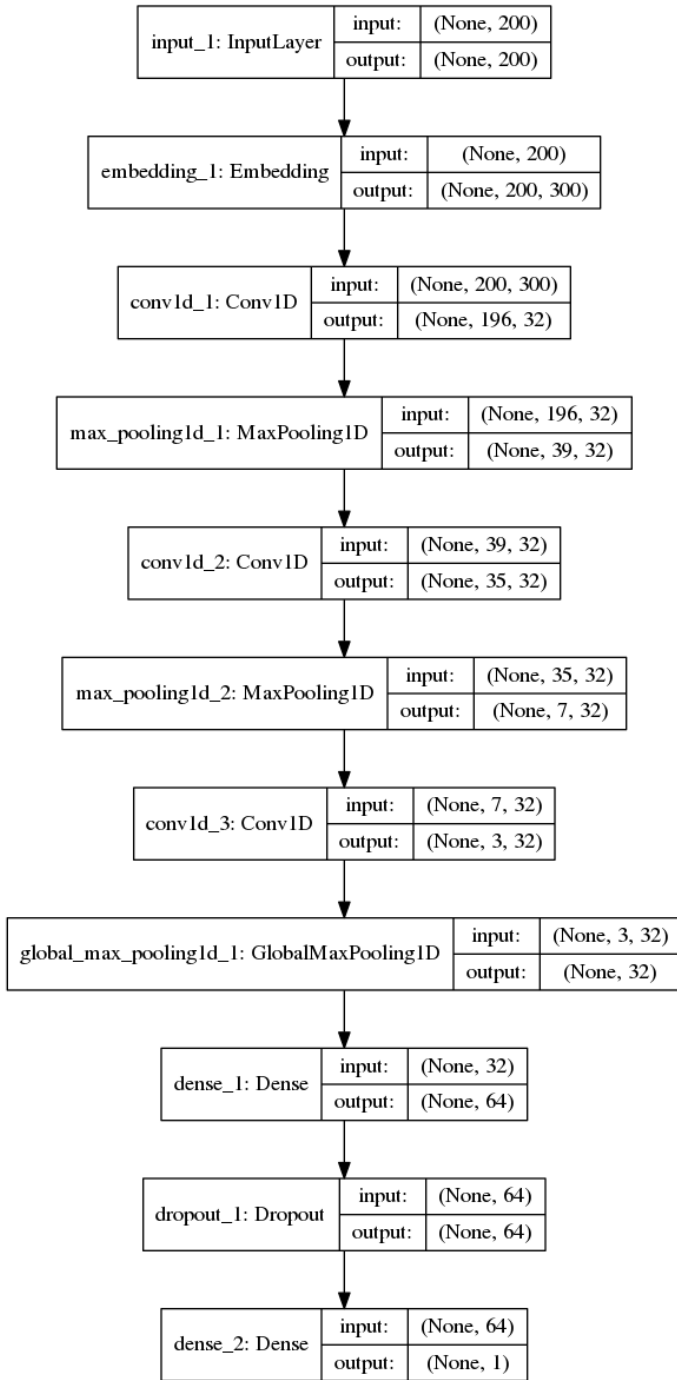 input_1: InputLayer
input: (None, 200)
output: (None, 200)
embedding_1: Embedding
input: (None, 200)
output: (None, 200, 300)
conv1d_1: Conv1D
input: (None, 200, 300)
output: (None, 196, 32)
max_pooling1d_1: MaxPooling1D
input: (None, 196, 32)
output: (None, 39, 32)
conv1d_2: Conv1D
input: (None, 39, 32)
output: (None, 35, 32)
max_pooling1d_2: MaxPooling1D
input: (None, 35, 32)
output: (None, 7, 32)
conv1d_3: Conv1D
input: (None, 7, 32)
output: (None, 3, 32)
global_max_pooling1d_1: GlobalMaxPooling1D
input: (None, 3, 32)
output: (None, 32)
dense_1: Dense
input: (None, 32)
output: (None, 64)
dropout_1: Dropout
input: (None, 64)
output: (None, 64)
dense_2: Dense
input: (None, 64)
output: (None, 1)